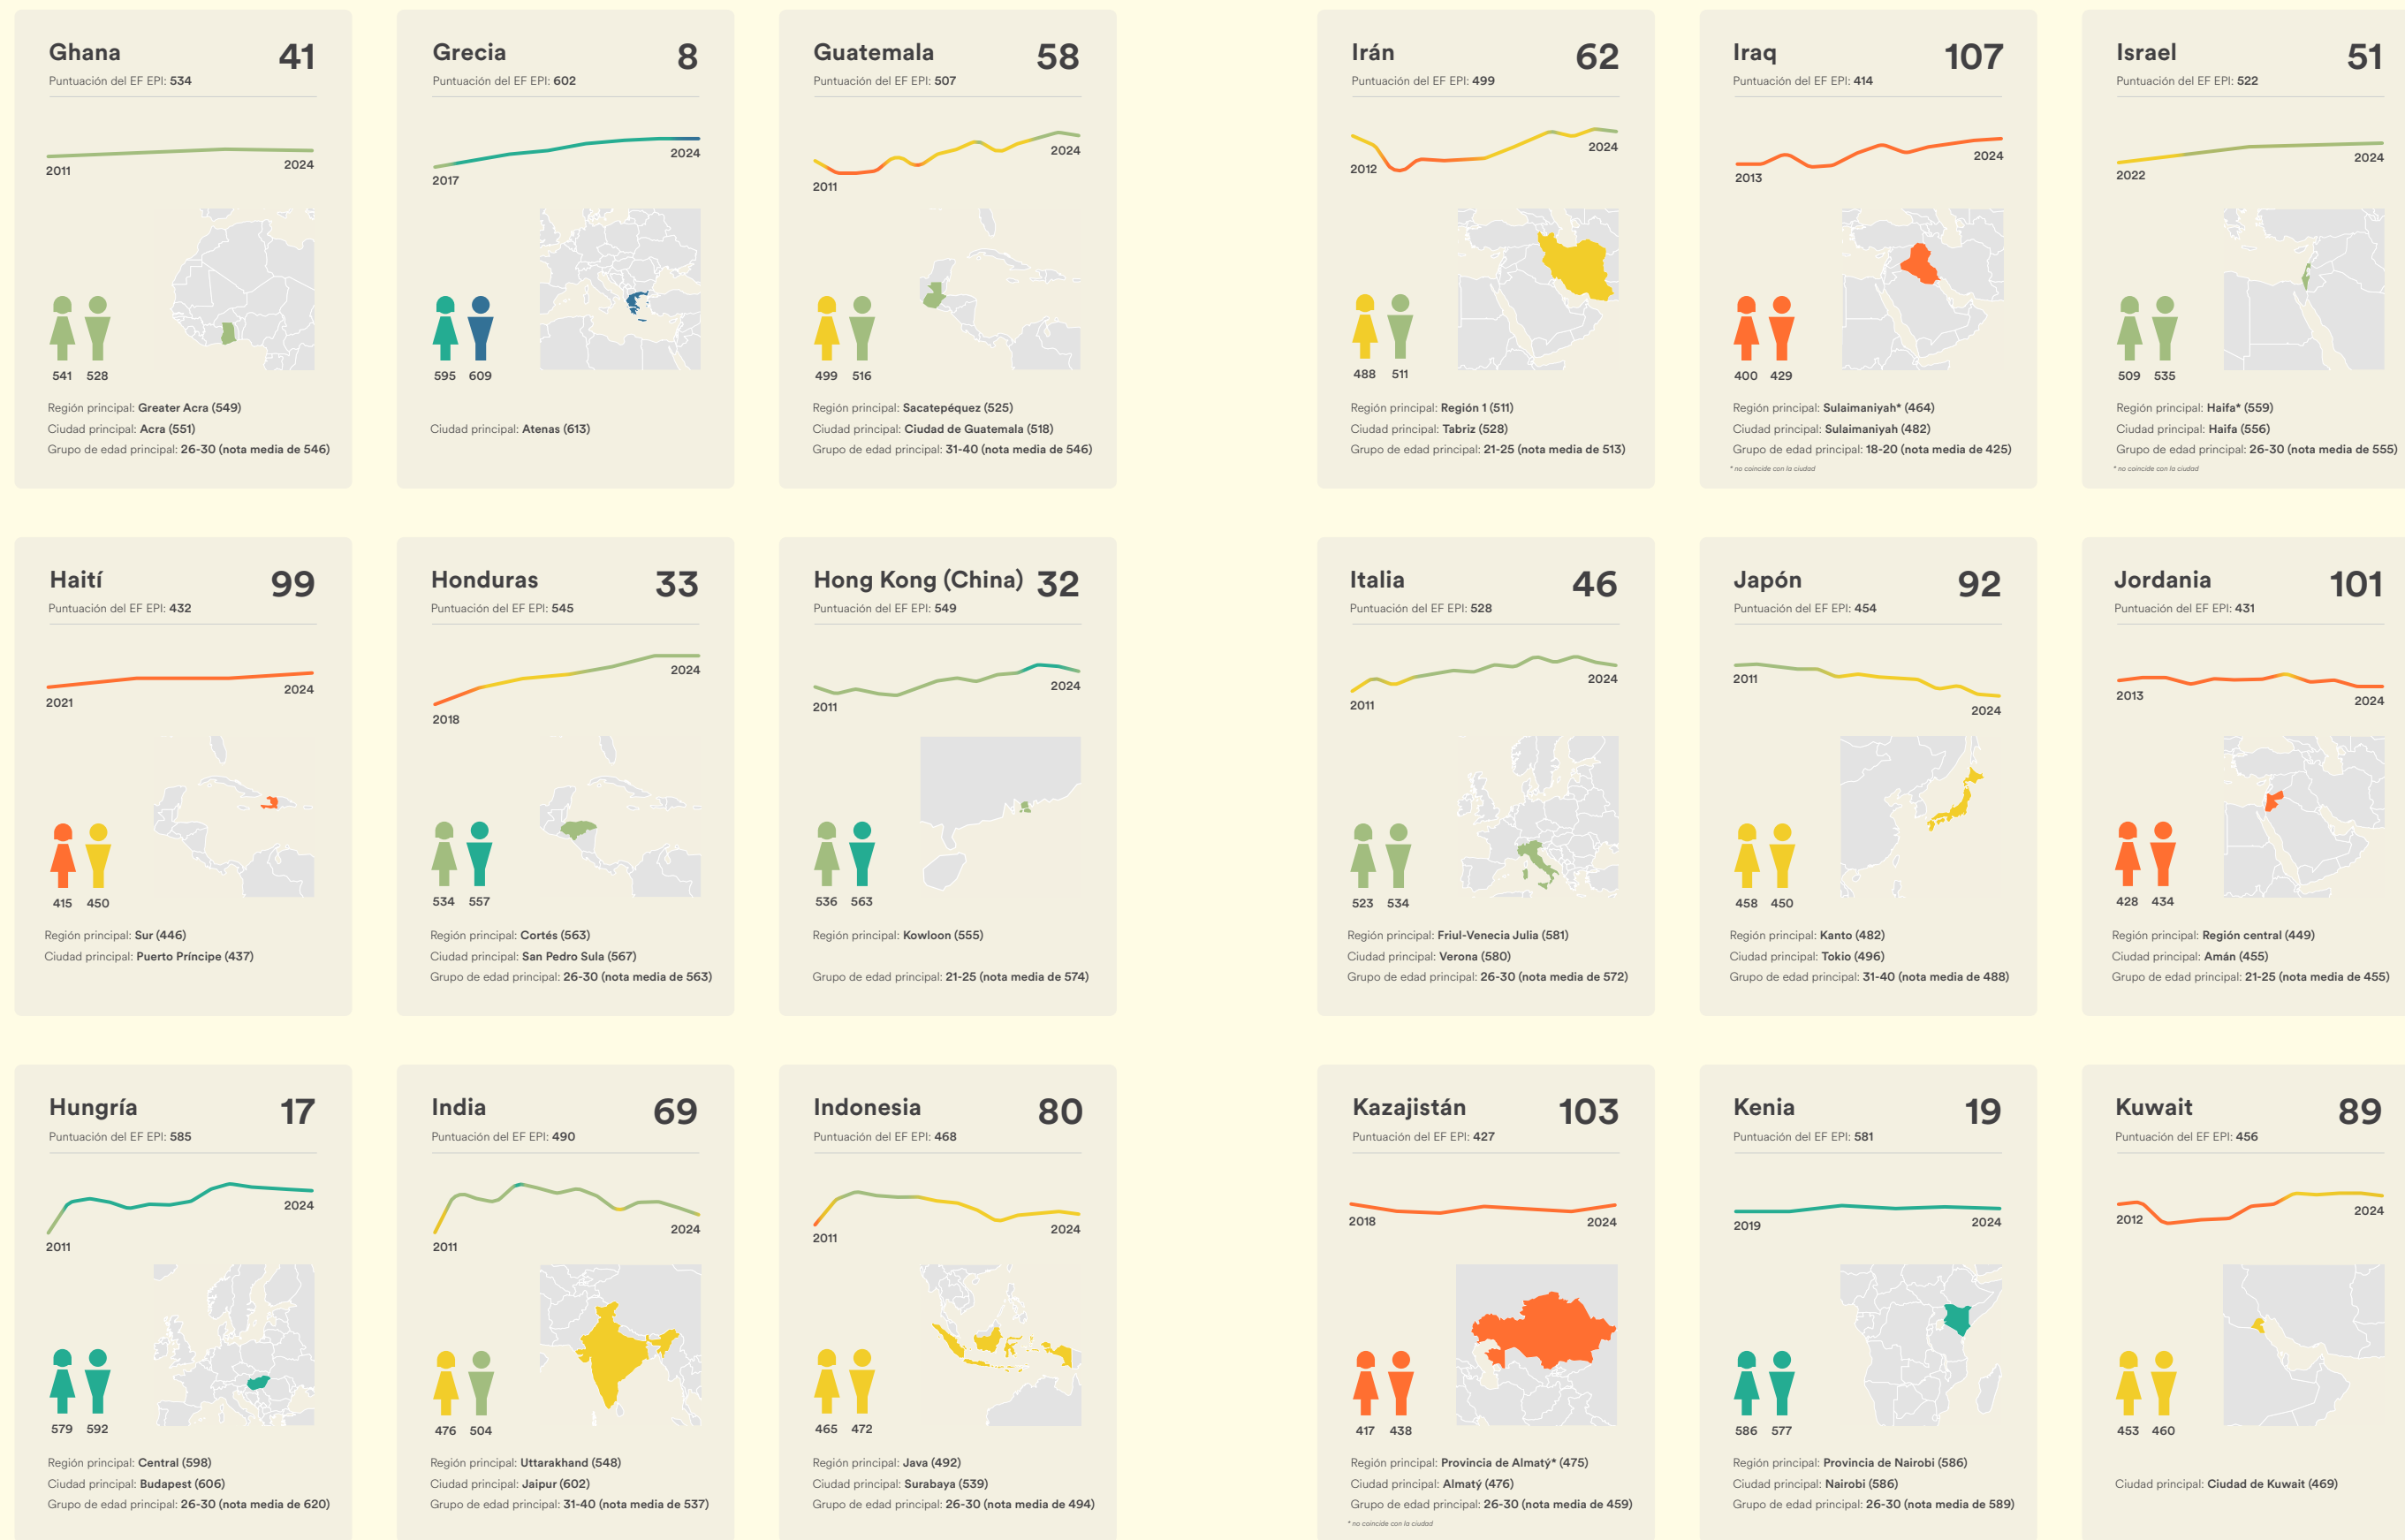 Ghana
41
Puntuación del EF EPI: 534
2011
2024
541 528
Región principal: Greater Acra (549)
Ciudad principal: Acra (551)
Grupo de edad principal: 26-30 (nota media de 546)
Grecia
8
Puntuación del EF EPI: 602
2017
2024
595 609
Ciudad principal: Atenas (613)
Guatemala
58
Puntuación del EF EPI: 507
2011
2024
499 516
Región principal: Sacatepéquez (525)
Ciudad principal: Ciudad de Guatemala (518)
Grupo de edad principal: 31-40 (nota media de 546)
Irán
62
Puntuación del EF EPI: 499
2012
2024
488 511
Región principal: Región 1 (511)
Ciudad principal: Tabriz (528)
Grupo de edad principal: 21-25 (nota media de 513)
Iraq
107
Puntuación del EF EPI: 414
2013
2024
400 429
Región principal: Sulaimaniyah* (464)
Ciudad principal: Sulaimaniyah (482)
Grupo de edad principal: 18-20 (nota media de 425)
* no coincide con la ciudad
Israel
51
Puntuación del EF EPI: 522
2022
2024
509 535
Región principal: Haifa* (559)
Ciudad principal: Haifa (556)
Grupo de edad principal: 26-30 (nota media de 555)
* no coincide con la ciudad
Haití
99
Puntuación del EF EPI: 432
2021
2024
415 450
Región principal: Sur (446)
Ciudad principal: Puerto Príncipe (437)
Honduras
33
Puntuación del EF EPI: 545
2018
2024
534 557
Región principal: Cortés (563)
Ciudad principal: San Pedro Sula (567)
Grupo de edad principal: 26-30 (nota media de 563)
Hong Kong (China)
32
Puntuación del EF EPI: 549
2011
2024
536 563
Región principal: Kowloon (555)
Grupo de edad principal: 21-25 (nota media de 574)
Italia
46
Puntuación del EF EPI: 528
2011
2024
523 534
Región principal: Friul-Venecia Julia (581)
Ciudad principal: Verona (580)
Grupo de edad principal: 26-30 (nota media de 572)
Japón
92
Puntuación del EF EPI: 454
2011
2024
458 450
Región principal: Kanto (482)
Ciudad principal: Tokio (496)
Grupo de edad principal: 31-40 (nota media de 488)
Jordania
101
Puntuación del EF EPI: 431
2013
2024
428 434
Región principal: Región central (449)
Ciudad principal: Amán (455)
Grupo de edad principal: 21-25 (nota media de 455)
Hungría
17
Puntuación del EF EPI: 585
2011
2024
579 592
Región principal: Central (598)
Ciudad principal: Budapest (606)
Grupo de edad principal: 26-30 (nota media de 620)
India
69
Puntuación del EF EPI: 490
2011
2024
476 504
Región principal: Uttarakhand (548)
Ciudad principal: Jaipur (602)
Grupo de edad principal: 31-40 (nota media de 537)
Indonesia
80
Puntuación del EF EPI: 468
2011
2024
465 472
Región principal: Java (492)
Ciudad principal: Surabaya (539)
Grupo de edad principal: 26-30 (nota media de 494)
Kazajistán
103
Puntuación del EF EPI: 427
2018
2024
417 438
Región principal: Provincia de Almatý* (475)
Ciudad principal: Almatý (476)
Grupo de edad principal: 26-30 (nota media de 459)
* no coincide con la ciudad
Kenia
19
Puntuación del EF EPI: 581
2019
2024
586 577
Región principal: Provincia de Nairobi (586)
Ciudad principal: Nairobi (586)
Grupo de edad principal: 26-30 (nota media de 589)
Kuwait
89
Puntuación del EF EPI: 456
2012
2024
453 460
Ciudad principal: Ciudad de Kuwait (469)